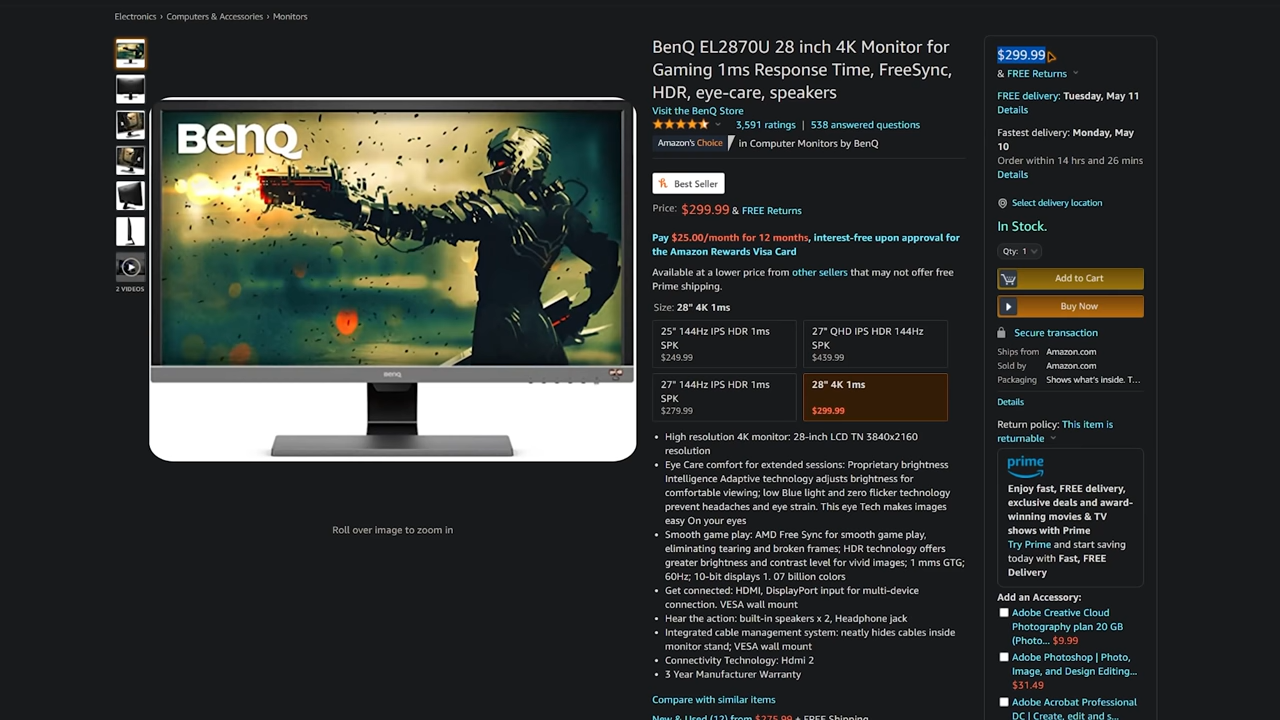 Electronics › Computers & Accessories › Monitors
2 VIDEOS
BenQ
BenQ
Roll over image to zoom in
BenQ EL2870U 28 inch 4K Monitor for
Gaming 1ms Response Time, FreeSync,
HDR, eye-care, speakers
Visit the BenQ Store
3,591 ratings | 538 answered questions
Amazon's Choice in Computer Monitors by BenQ
Best Seller
Price: $299.99 & FREE Returns
Pay $25.00/month for 12 months, interest-free upon approval for
the Amazon Rewards Visa Card
Available at a lower price from other sellers that may not offer free
Prime shipping.
Size: 28" 4K 1ms
25" 144Hz IPS HDR 1ms
SPK
$249.99
27" QHD IPS HDR 144Hz
SPK
$439.99
27" 144Hz IPS HDR 1ms
SPK
$279.99
28" 4K 1ms
$299.99
• High resolution 4K monitor: 28-inch LCD TN 3840x2160
resolution
• Eye Care comfort for extended sessions: Proprietary brightness
Intelligence Adaptive technology adjusts brightness for
comfortable viewing; low Blue light and zero flicker technology
prevent headaches and eye strain. This eye Tech makes images
easy On your eyes
• Smooth game play: AMD Free Sync for smooth game play,
eliminating tearing and broken frames; HDR technology offers
greater brightness and contrast level for vivid images; 1 mms GTG;
60Hz; 10-bit displays 1. 07 billion colors
• Get connected: HDMI, DisplayPort input for multi-device
connection. VESA wall mount
• Hear the action: built-in speakers x 2, Headphone jack
• Integrated cable management system: neatly hides cables inside
monitor stand; VESA wall mount
• Connectivity Technology: Hdmi 2
• 3 Year Manufacturer Warranty
Compare with similar items
New & Used (12) from $275.99 + FREE Shipping
$299.99
& FREE Returns
FREE delivery: Tuesday, May 11
Details
Fastest delivery: Monday, May
10
Order within 14 hrs and 26 mins
Details
Select delivery location
In Stock.
Qty: 1
Add to Cart
Buy Now
Secure transaction
Ships from Amazon.com
Sold by Amazon.com
Packaging Shows what's inside. T…
Details
Return policy: This item is
returnable
prime
Enjoy fast, FREE delivery,
exclusive deals and award-
winning movies & TV
shows with Prime
Try Prime and start saving
today with Fast, FREE
Delivery
Add an Accessory:
Adobe Creative Cloud
Photography plan 20 GB
(Photo… $9.99
Adobe Photoshop | Photo,
Image, and Design Editing…
$31.49
Adobe Acrobat Professional
DC | Create, edit and s…